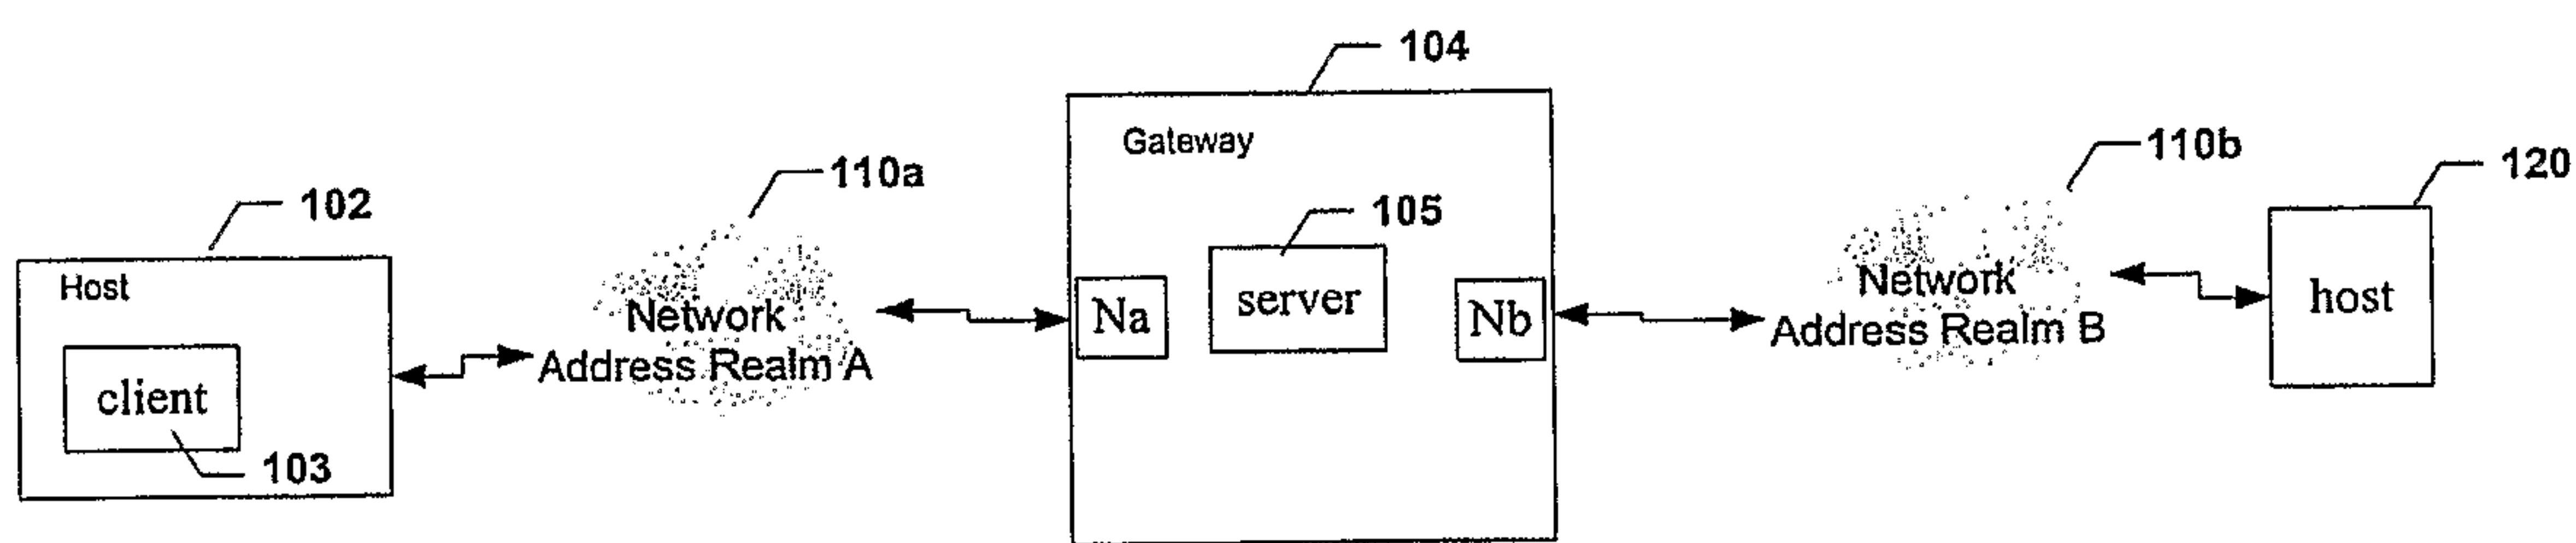 104
Gateway
110b
120
110a
102
105
Host
Network
Address Realm A
Na
server
Nb
Network
Address Realm B
host
client
103